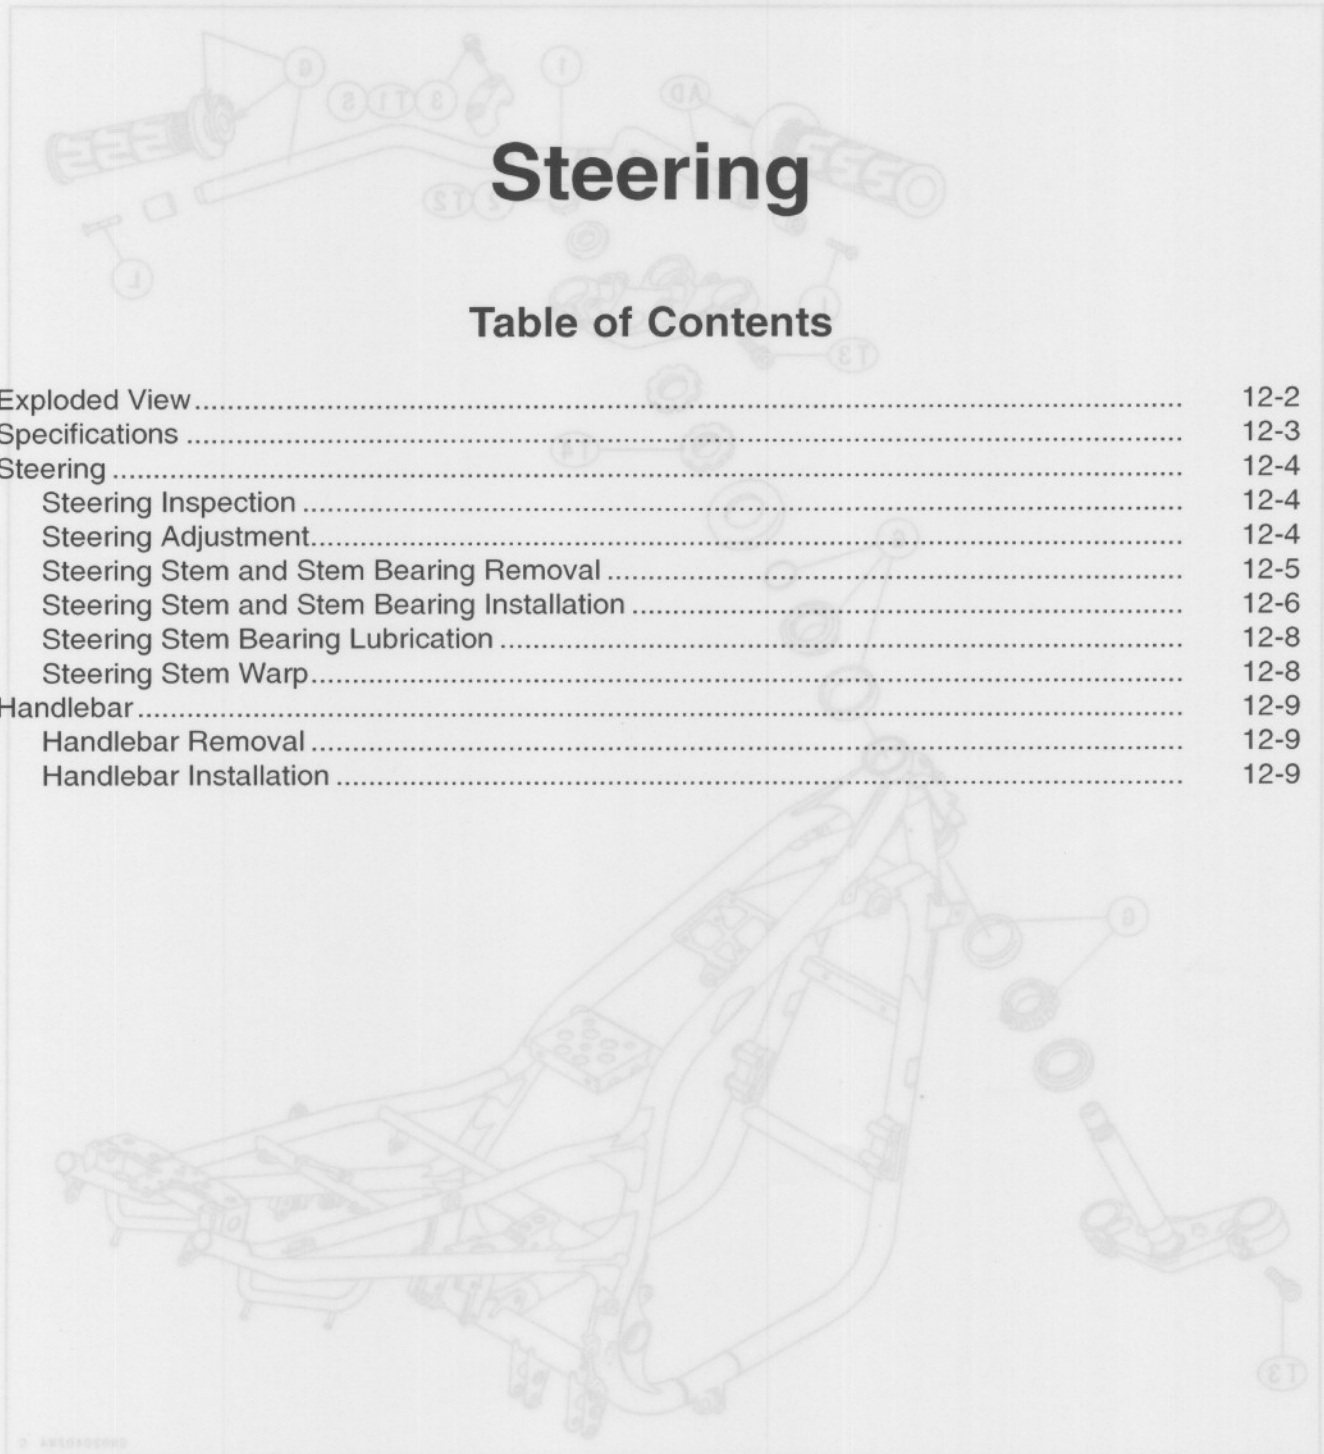 Steering
Table of Contents
Exploded View 12-2
Specifications 12-3
Steering 12-4
Steering Inspection 12-4
Steering Adjustment 12-4
Steering Stem and Stem Bearing Removal 12-5
Steering Stem and Stem Bearing Installation 12-6
Steering Stem Bearing Lubrication 12-8
Steering Stem Warp 12-8
Handlebar 12-9
Handlebar Removal 12-9
Handlebar Installation 12-9